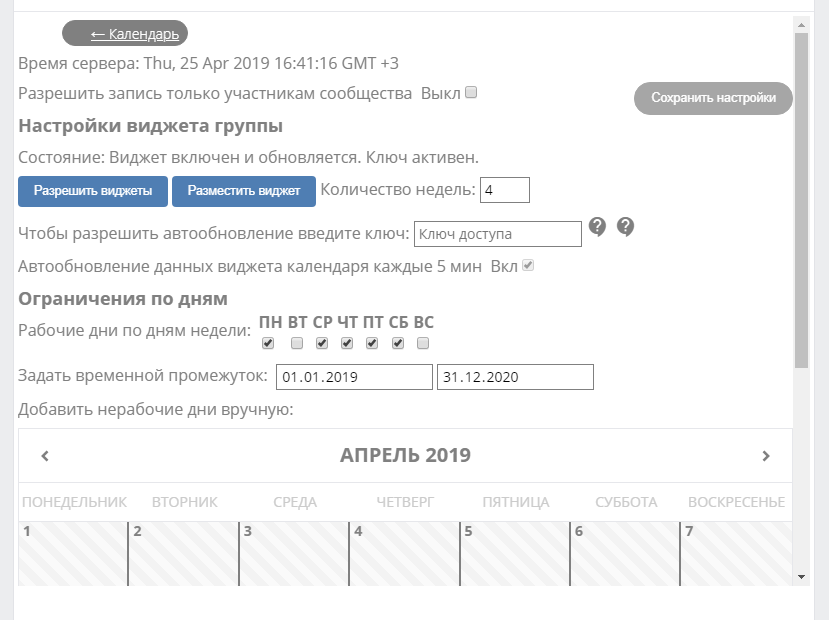 ← Календарь
Время сервера: Thu, 25 Apr 2019 16:41:16 GMT +3
Разрешить запись только участникам сообщества Выкл
Сохранить настройки
Настройки виджета группы
Состояние: Виджет включен и обновляется. Ключ активен.
Разрешить виджеты Разместить виджет Количество недель: 4
Чтобы разрешить автообновление введите ключ: Ключ доступа
Автообновление данных виджета календаря каждые 5 мин Вкл
Ограничения по дням
Рабочие дни по дням недели: ПН ВТ СР ЧТ ПТ СБ ВС
Задать временной промежуток: 01.01.2019 31.12.2020
Добавить нерабочие дни вручную:
АПРЕЛЬ 2019
ПОНЕДЕЛЬНИК ВТОРНИК СРЕДА ЧЕТВЕРГ ПЯТНИЦА СУББОТА ВОСКРЕСЕНЬЕ
1 2 3 4 5 6 7